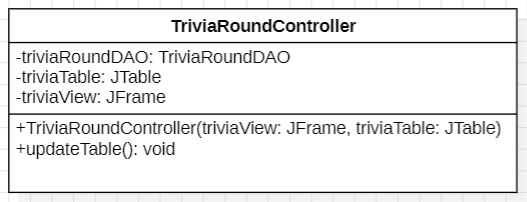 TriviaRoundController
-triviaRoundDAO: TriviaRoundDAO
-triviaTable: JTable
-triviaView: JFrame
+TriviaRoundController(triviaView: JFrame, triviaTable: JTable)
+updateTable(): void